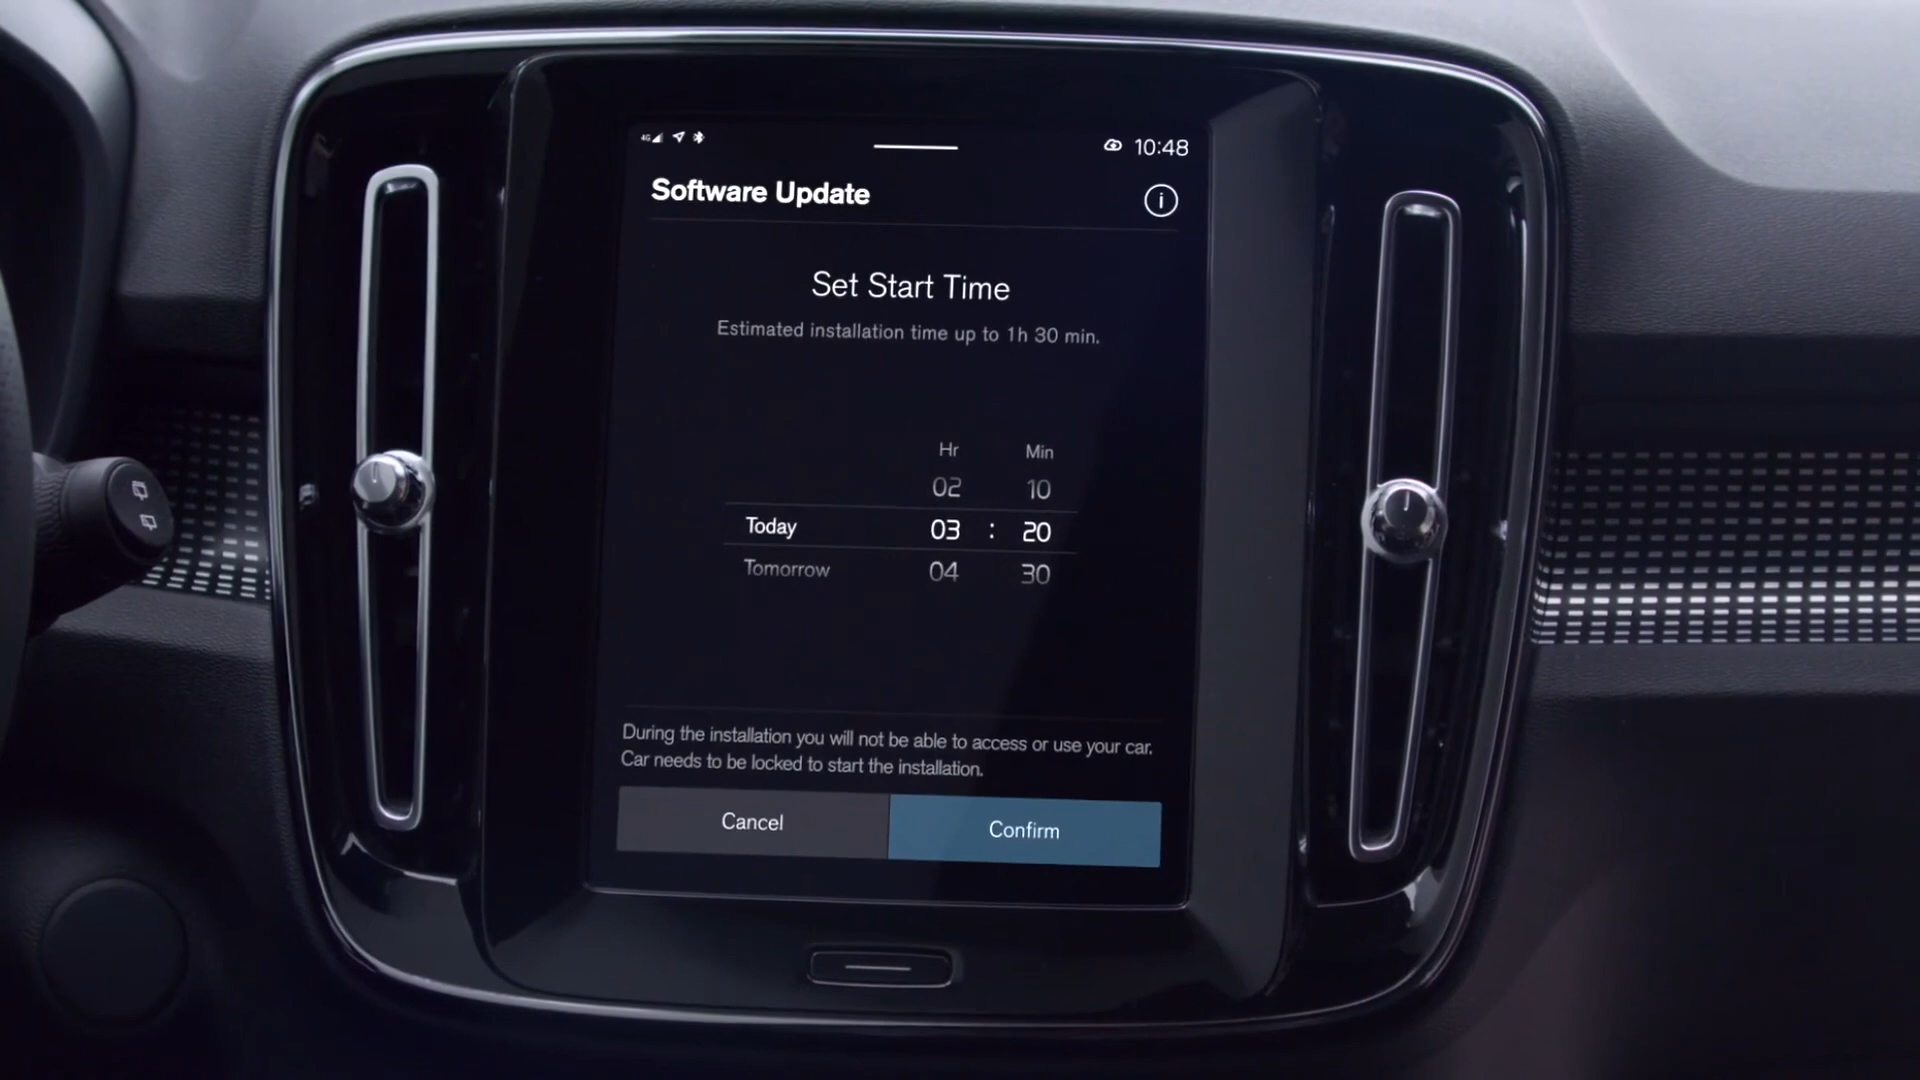 4G
10:48
Software Update
Set Start Time
Estimated installation time up to 1h 30 min.
Hr Min
02 10
Today 03 : 20
Tomorrow 04 30
During the installation you will not be able to access or use your car.
Car needs to be locked to start the installation.
Cancel Confirm